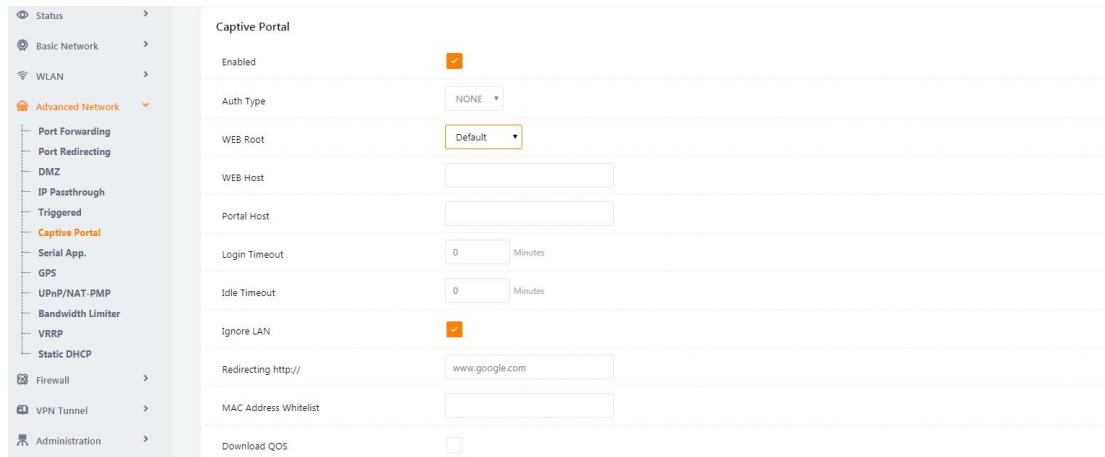 Status
Basic Network
WLAN
Advanced Network
Port Forwarding
Port Redirecting
DMZ
IP Passthrough
Triggered
Captive Portal
Serial App.
GPS
UPnP/NAT-PMP
Bandwidth Limiter
VRRP
Static DHCP
Firewall
VPN Tunnel
Administration
Captive Portal
Enabled
Auth Type NONE
WEB Root Default
WEB Host
Portal Host
Login Timeout 0 Minutes
Idle Timeout 0 Minutes
Ignore LAN
Redirecting http:// www.google.com
MAC Address Whitelist
Download QOS